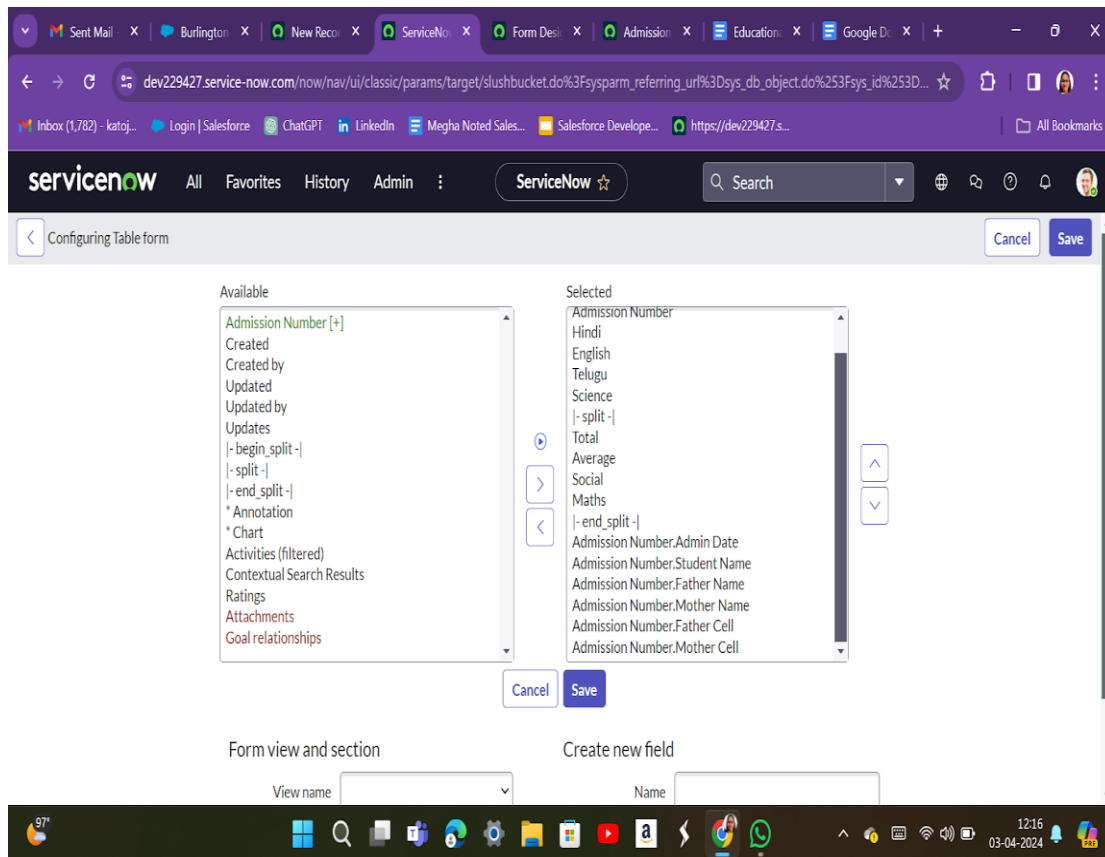 Sent Mail
Burlington
New Recor
ServiceNov
Form Desig
Admission
Educationa
Google Do
dev229427.service-now.com/now/nav/ui/classic/params/target/slushbucket.do%3Fsysparm_referring_url%3Dsys_db_object.do%253Fsys_id%253D...
Inbox (1,782) - katoj... Login | Salesforce ChatGPT LinkedIn Megha Noted Sales... Salesforce Develope... https://dev229427.s... All Bookmarks
servicenow All Favorites History Admin ServiceNow Search
Configuring Table form Cancel Save
Available
Admission Number [+]
Created
Created by
Updated
Updated by
Updates
|- begin_split -|
|- split -|
|- end_split -|
* Annotation
* Chart
Activities (filtered)
Contextual Search Results
Ratings
Attachments
Goal relationships
Selected
Admission Number
Hindi
English
Telugu
Science
|- split -|
Total
Average
Social
Maths
|- end_split -|
Admission Number.Admin Date
Admission Number.Student Name
Admission Number.Father Name
Admission Number.Mother Name
Admission Number.Father Cell
Admission Number.Mother Cell
Cancel Save
Form view and section
View name
Create new field
Name
97°
12:16
03-04-2024
PRE